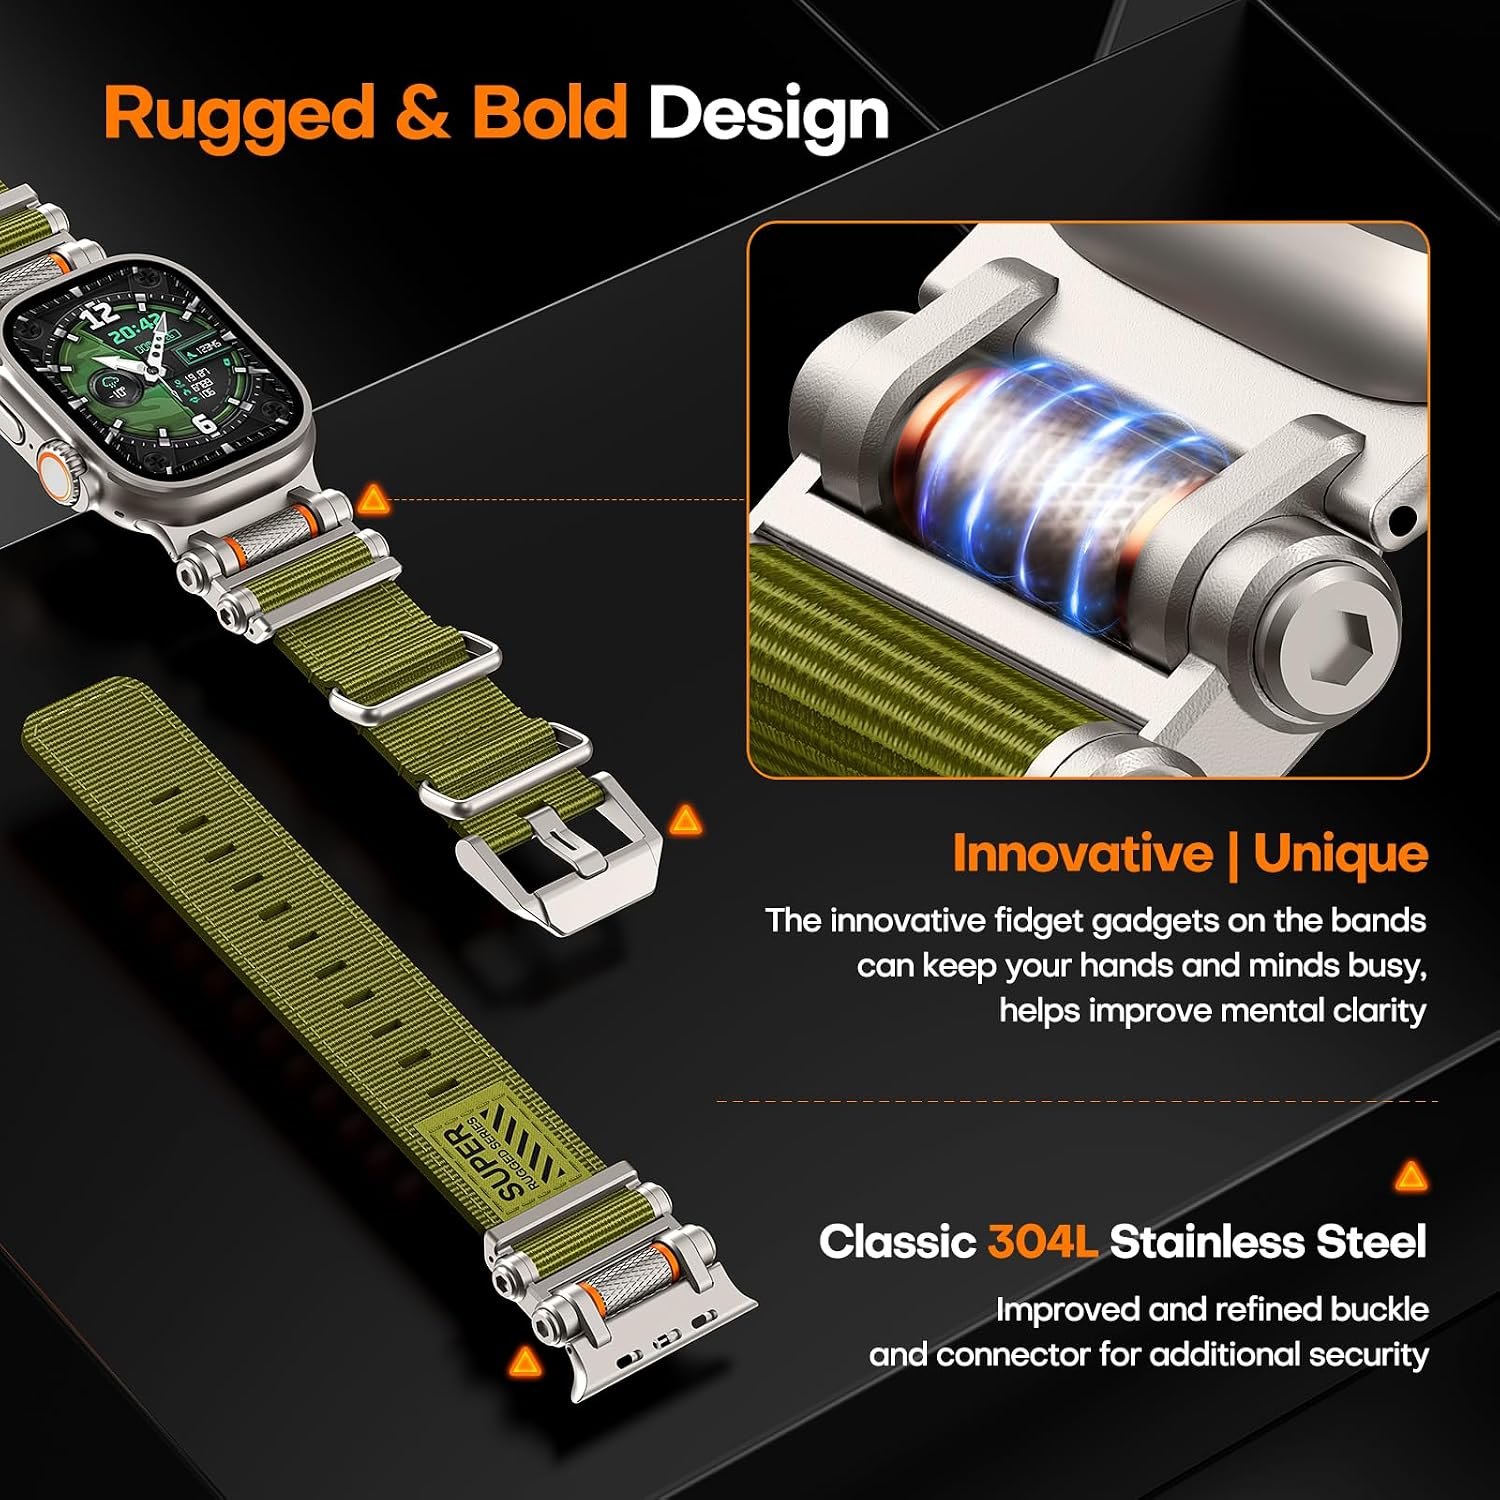 Rugged & Bold Design
12
20:42
6
Innovative | Unique
The innovative fidget gadgets on the bands
can keep your hands and minds busy,
helps improve mental clarity
SUPER
RUGGED SERIES
Classic 304L Stainless Steel
Improved and refined buckle
and connector for additional security